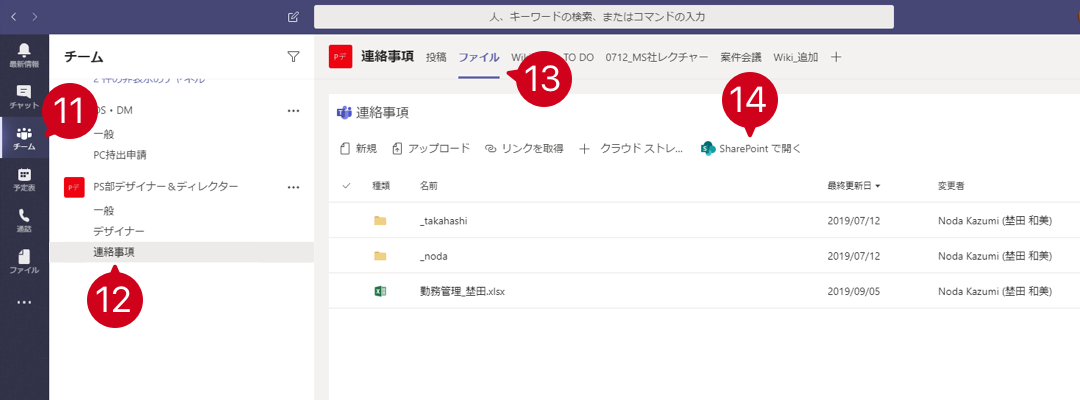 人、キーワードの検索、またはコマンドの入力
最新情報
チャット
チーム
予定表
通話
ファイル
チーム
2 件の非表示のチャネル
11
OS・DM
一般
PC持出申請
Pデ
PS部デザイナー＆ディレクター
一般
デザイナー
連絡事項
12
Pデ
連絡事項 投稿 ファイル Wiki TO DO 0712_MS社レクチャー 案件会議 Wiki_追加
13
14
連絡事項
新規 アップロード リンクを取得 クラウド ストレ... SharePoint で開く
種類 名前 最終更新日 変更者
_takahashi 2019/07/12 Noda Kazumi (埜田 和美)
_noda 2019/07/12 Noda Kazumi (埜田 和美)
勤務管理_埜田.xlsx 2019/09/05 Noda Kazumi (埜田 和美)